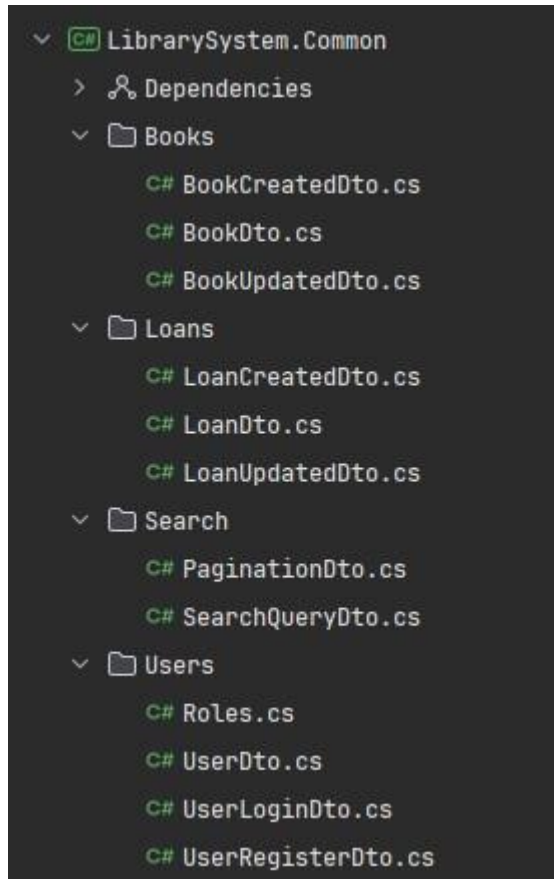 C# LibrarySystem.Common
Dependencies
Books
C# BookCreatedDto.cs
C# BookDto.cs
C# BookUpdatedDto.cs
Loans
C# LoanCreatedDto.cs
C# LoanDto.cs
C# LoanUpdatedDto.cs
Search
C# PaginationDto.cs
C# SearchQueryDto.cs
Users
C# Roles.cs
C# UserDto.cs
C# UserLoginDto.cs
C# UserRegisterDto.cs